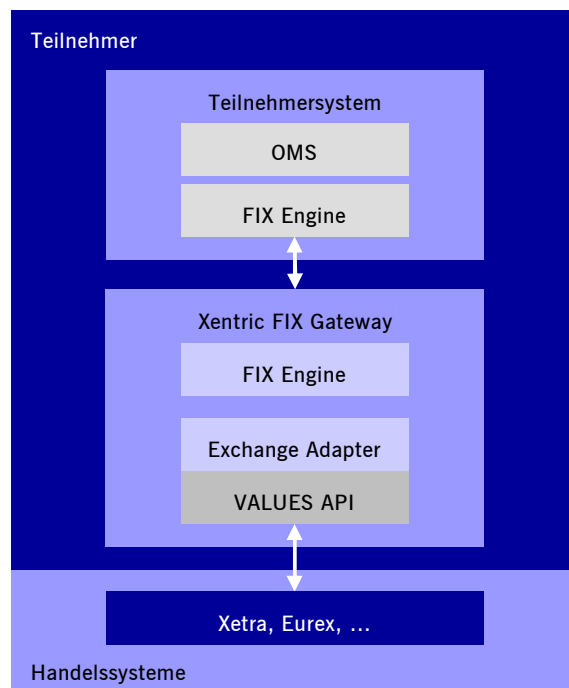 Teilnehmer
Teilnehmersystem
OMS
FIX Engine
Xentric FIX Gateway
FIX Engine
Exchange Adapter
VALUES API
Xetra, Eurex, …
Handelssysteme